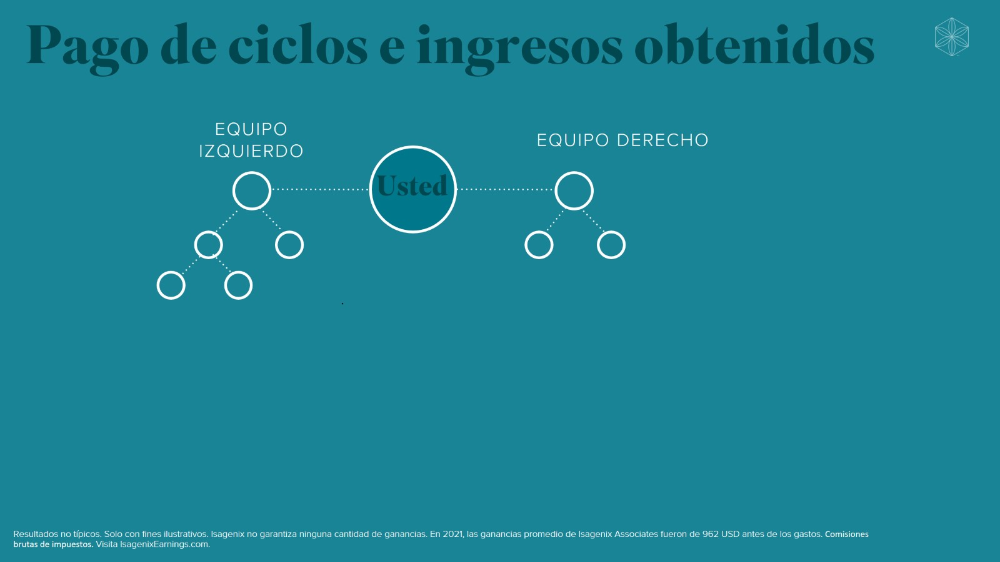 Pago de ciclos e ingresos obtenidos
EQUIPO
IZQUIERDO
EQUIPO DERECHO
Usted
Resultados no típicos. Solo con fines ilustrativos. Isagenix no garantiza ninguna cantidad de ganancias. En 2021, las ganancias promedio de Isagenix Associates fueron de 962 USD antes de los gastos. Comisiones
brutas de impuestos. Visita IsagenixEarnings.com.